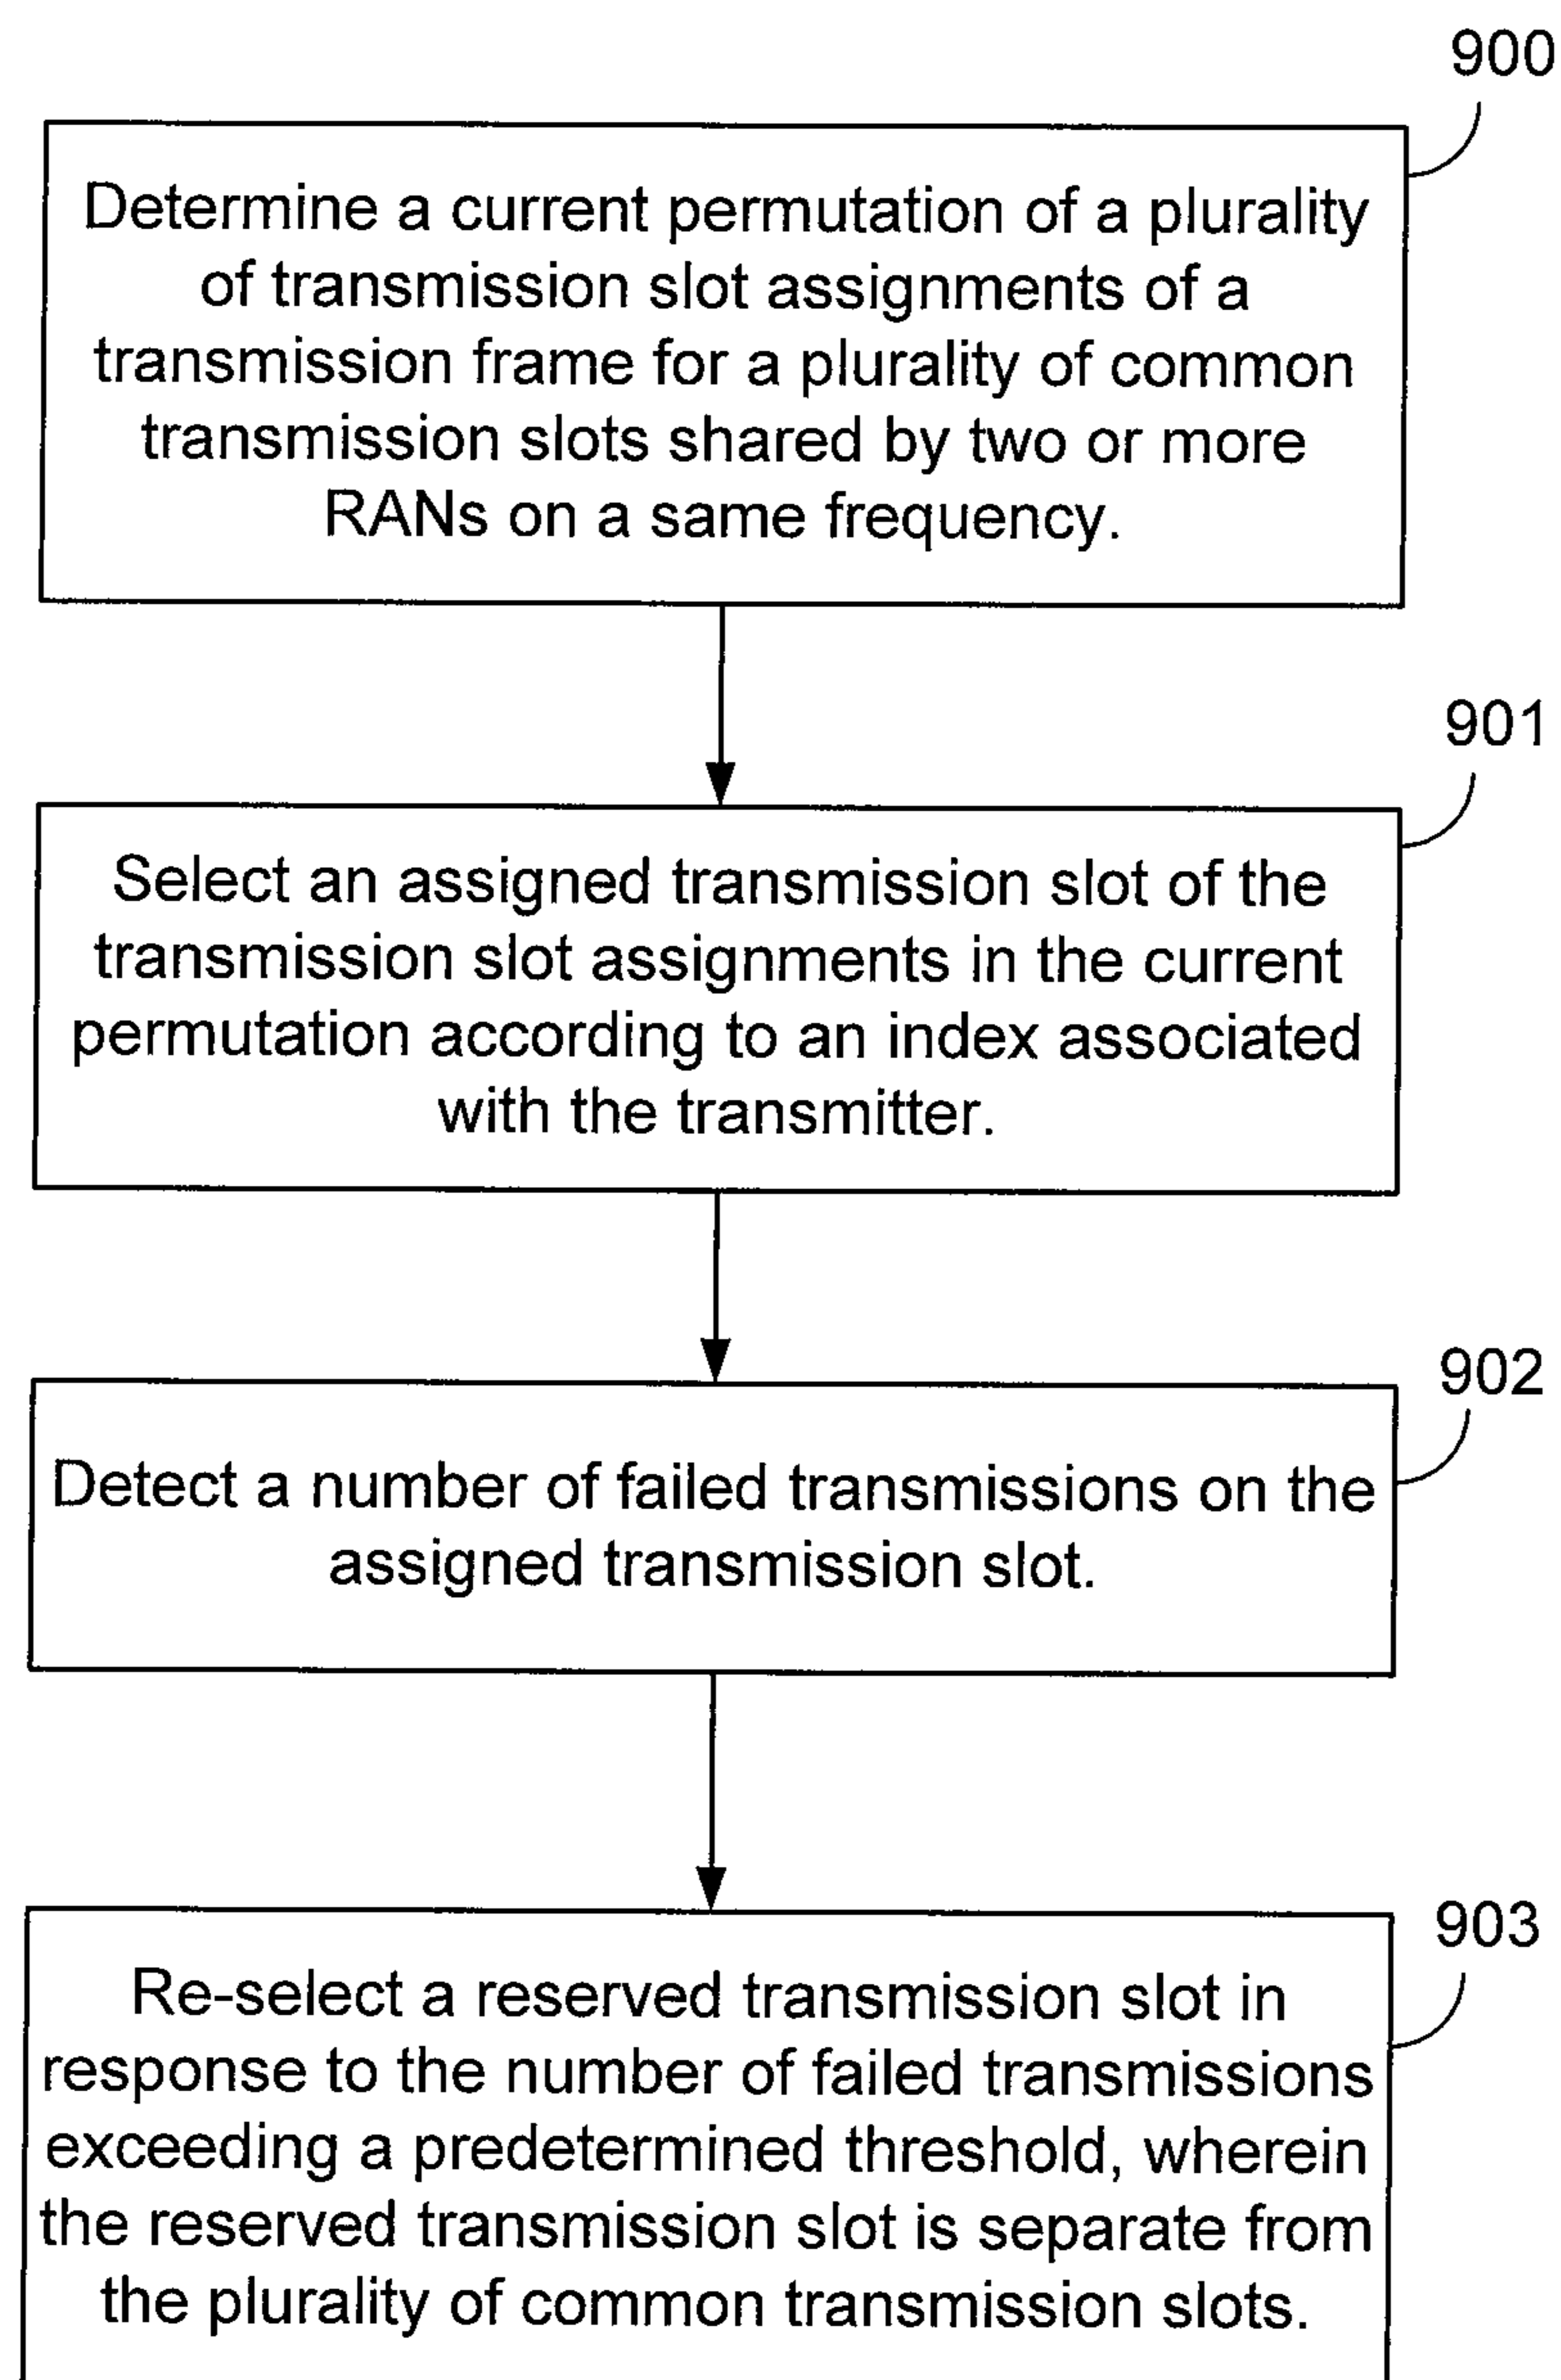 900
Determine a current permutation of a plurality
of transmission slot assignments of a
transmission frame for a plurality of common
transmission slots shared by two or more
RANs on a same frequency.
901
Select an assigned transmission slot of the
transmission slot assignments in the current
permutation according to an index associated
with the transmitter.
902
Detect a number of failed transmissions on the
assigned transmission slot.
903
Re-select a reserved transmission slot in
response to the number of failed transmissions
exceeding a predetermined threshold, wherein
the reserved transmission slot is separate from
the plurality of common transmission slots.